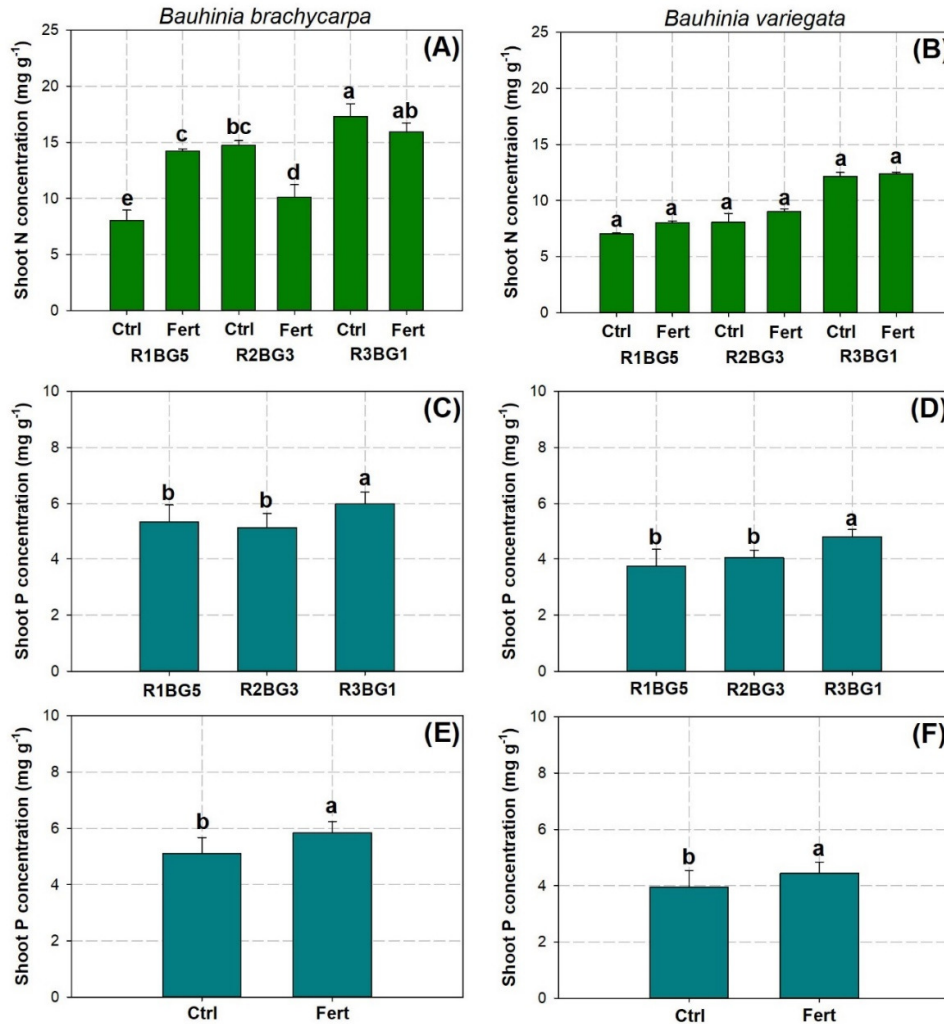 Bauhinia brachycarpa
Bauhinia variegata
25
20
15
10
5
0
Shoot N concentration (mg g-1)
(A)
e
c
bc
d
a
ab
Ctrl Fert Ctrl Fert Ctrl Fert
R1BG5 R2BG3 R3BG1
25
20
15
10
5
0
Shoot N concentration (mg g-1)
(B)
a
a
a
a
a
a
Ctrl Fert Ctrl Fert Ctrl Fert
R1BG5 R2BG3 R3BG1
10
8
6
4
2
0
Shoot P concentration (mg g-1)
(C)
b
b
a
R1BG5 R2BG3 R3BG1
10
8
6
4
2
0
Shoot P concentration (mg g-1)
(D)
b
b
a
R1BG5 R2BG3 R3BG1
10
8
6
4
2
0
Shoot P concentration (mg g-1)
(E)
b
a
Ctrl Fert
10
8
6
4
2
0
Shoot P concentration (mg g-1)
(F)
b
a
Ctrl Fert